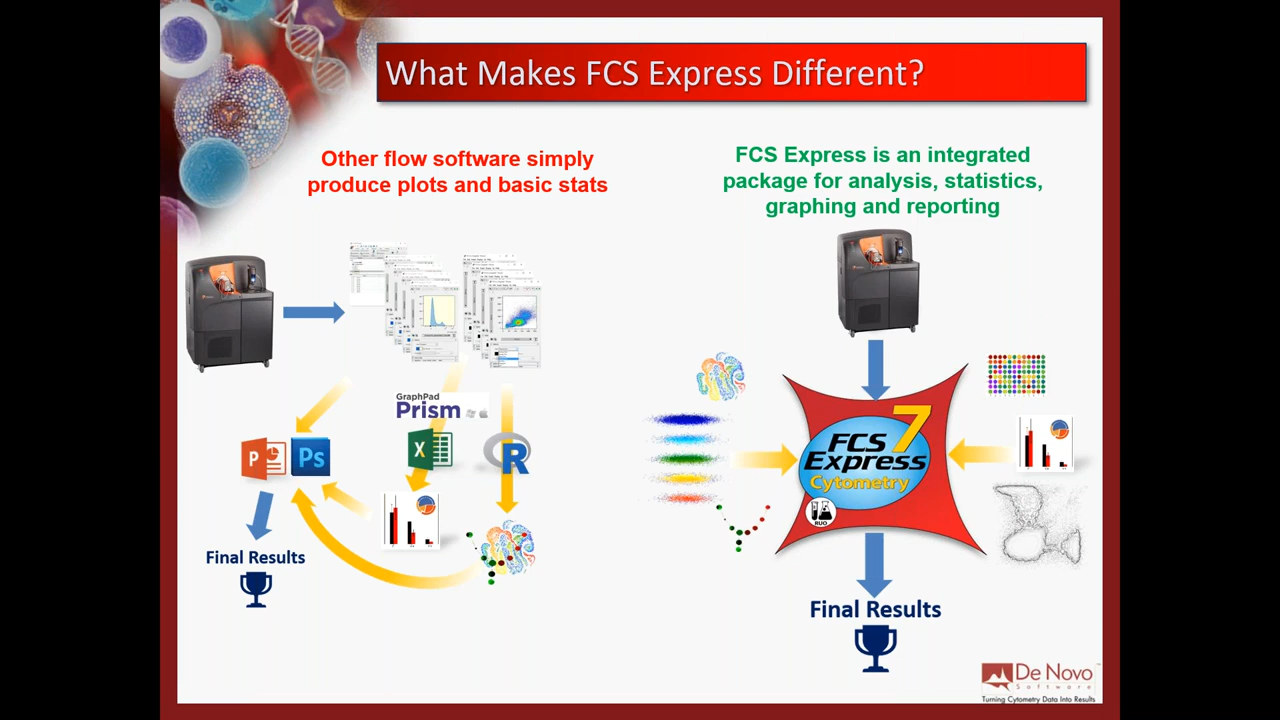 What Makes FCS Express Different?
Other flow software simply
produce plots and basic stats
FCS Express is an integrated
package for analysis, statistics,
graphing and reporting
GraphPad
Prism
P
Ps
X
R
Final Results
7
FCS
Express
Cytometry
RUO
Final Results
De Novo
Software
Turning Cytometry Data Into Results